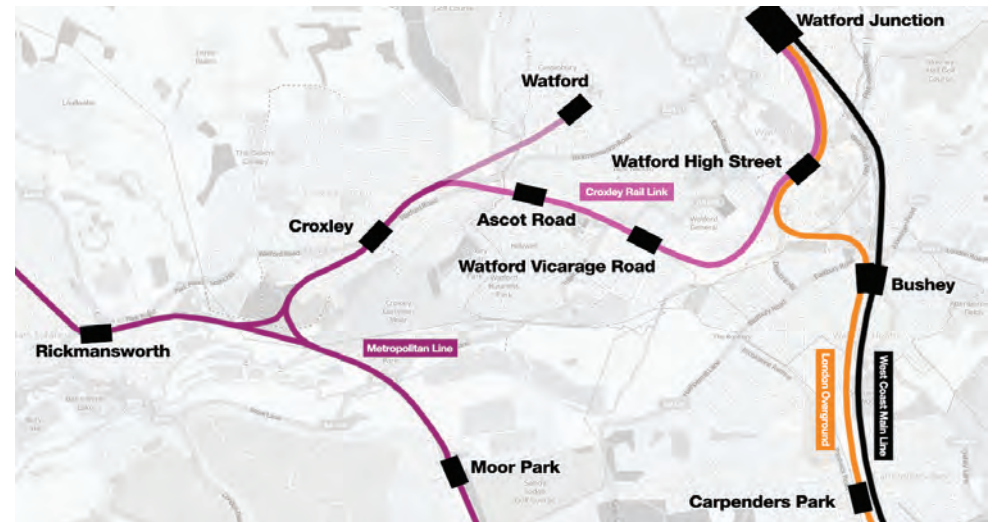 Watford Junction
Watford
Watford High Street
Croxley Rail Link
Ascot Road
Croxley
Watford Vicarage Road
Bushey
Rickmansworth
Metropolitan Line
London Overground
West Coast Main Line
Moor Park
Carpenders Park